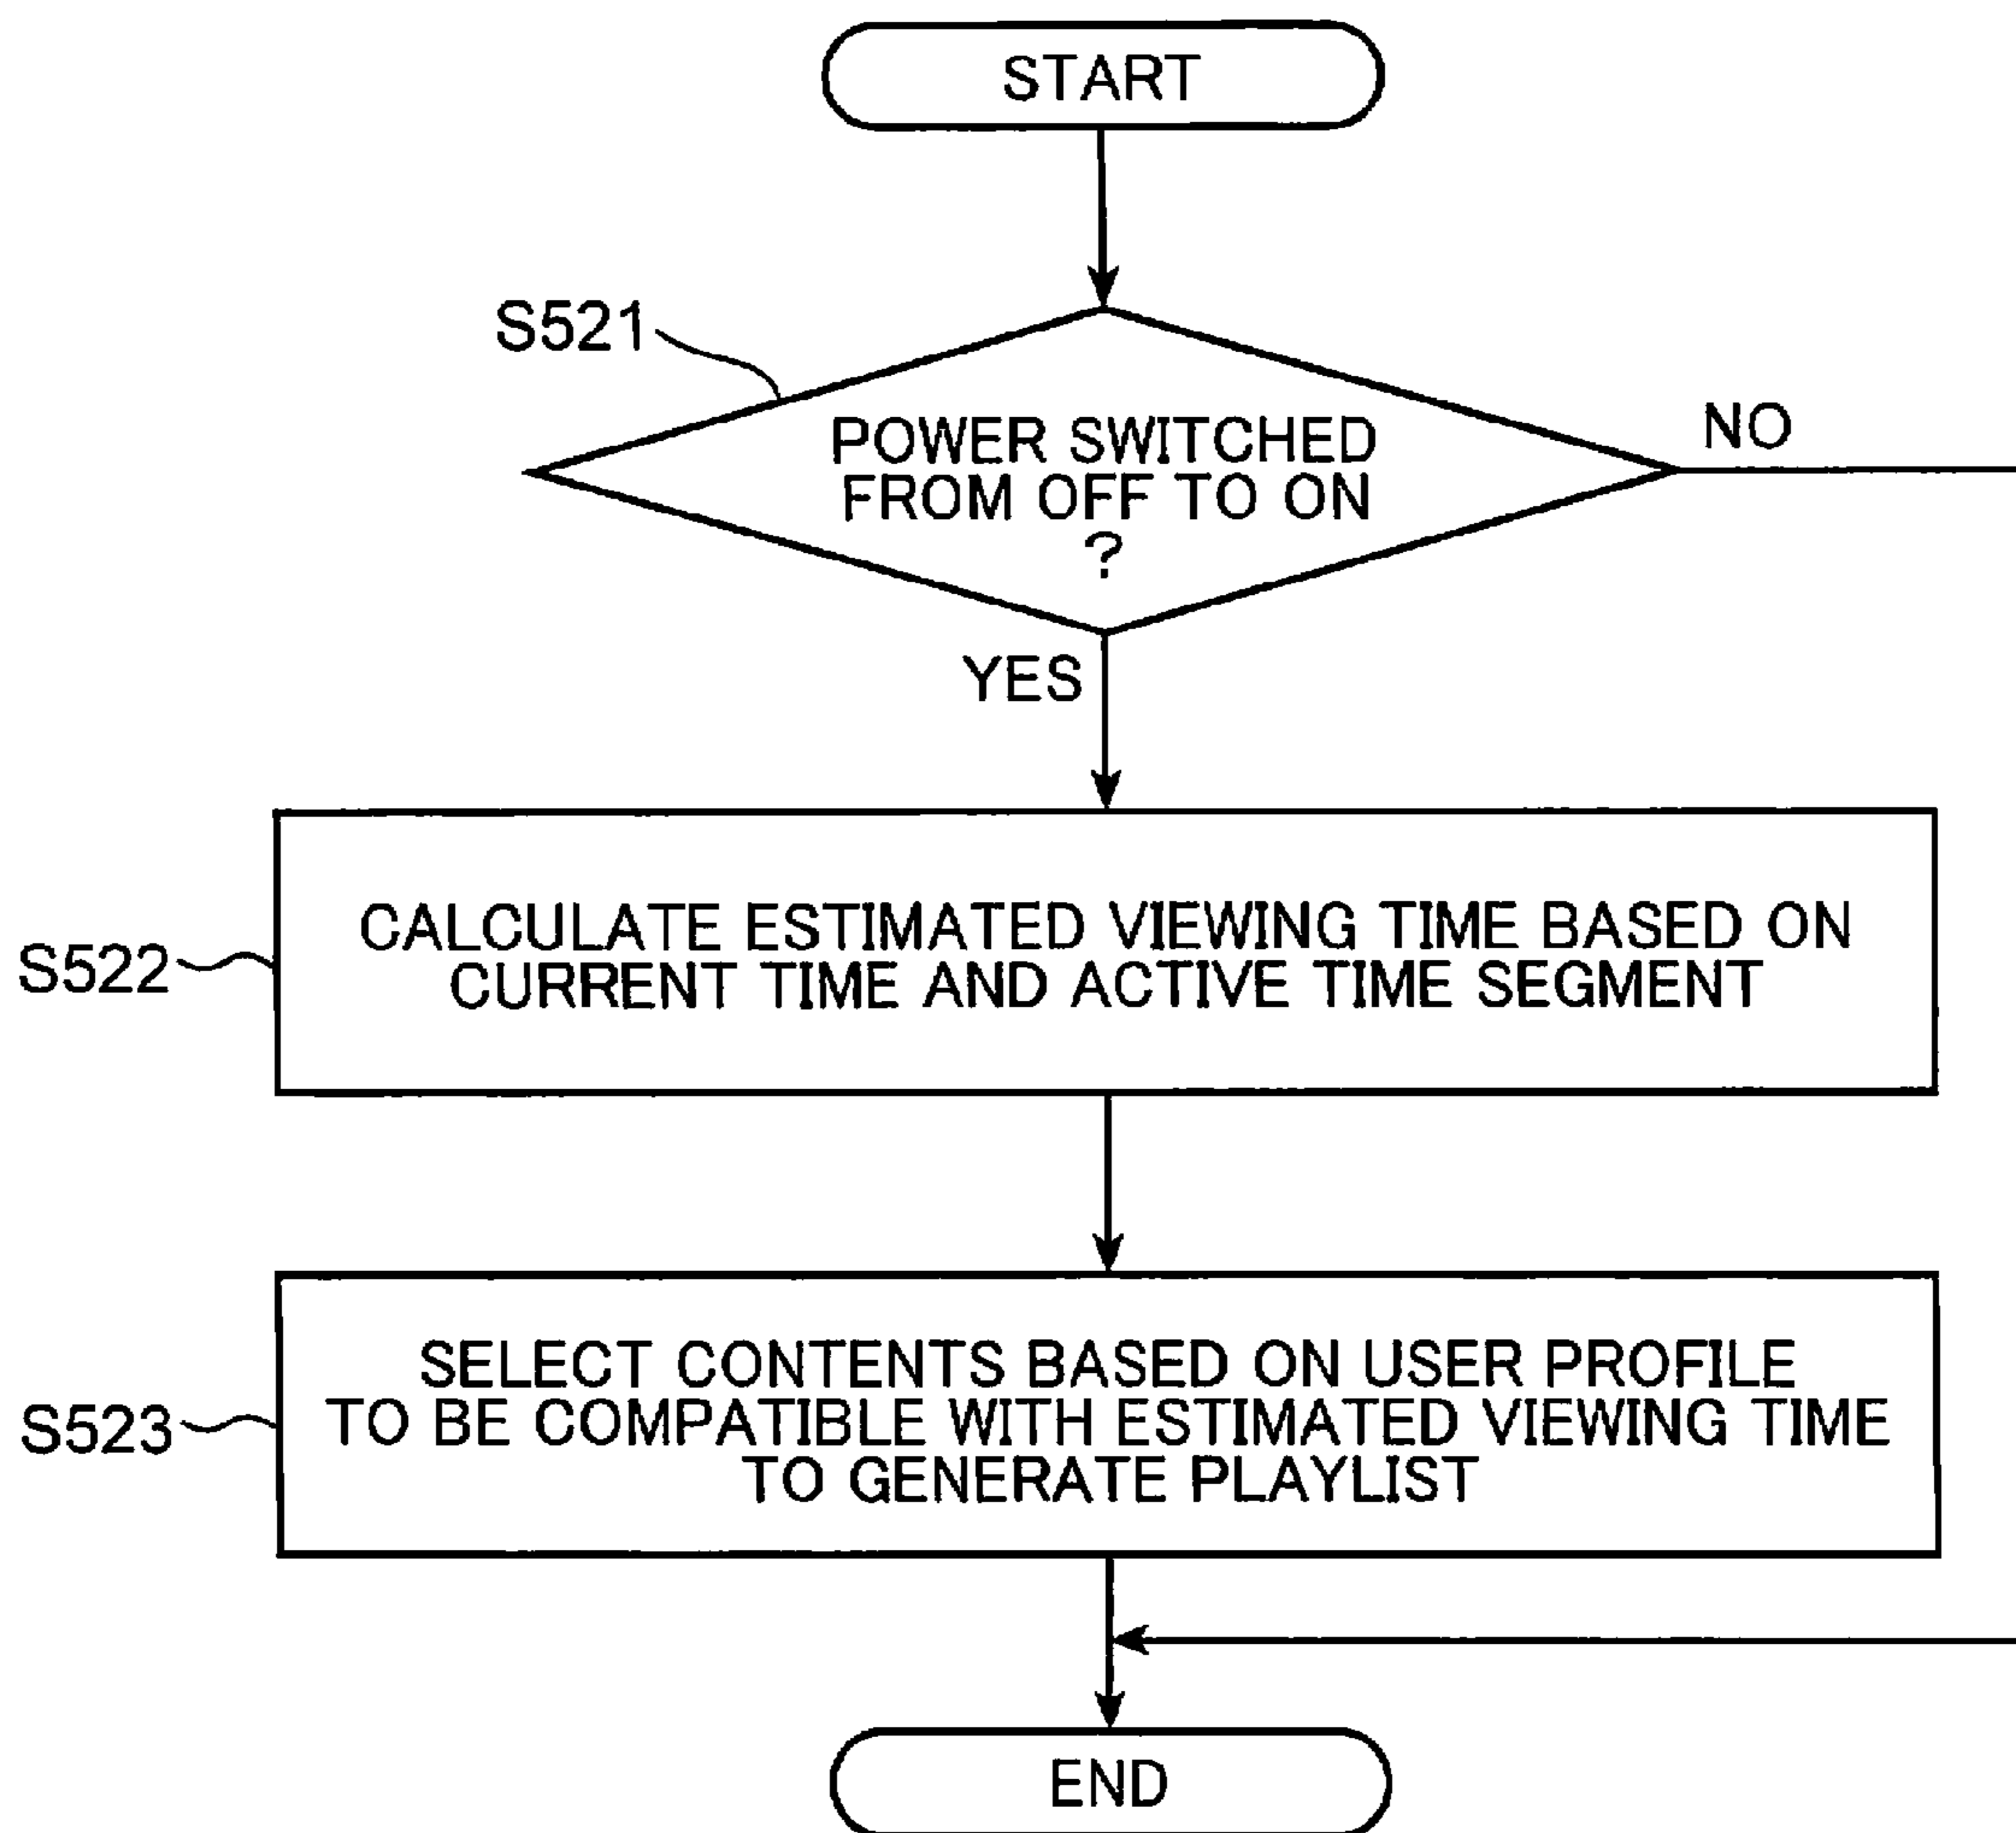 START
S521
POWER SWITCHED
FROM OFF TO ON
?
NO
YES
S522
CALCULATE ESTIMATED VIEWING TIME BASED ON
CURRENT TIME AND ACTIVE TIME SEGMENT
S523
SELECT CONTENTS BASED ON USER PROFILE
TO BE COMPATIBLE WITH ESTIMATED VIEWING TIME
TO GENERATE PLAYLIST
END